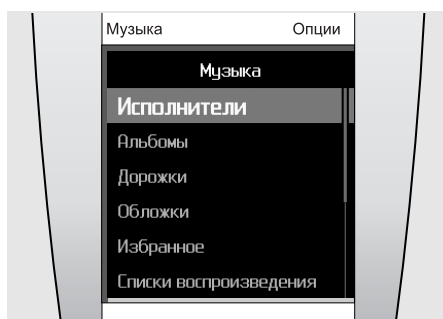 Музыка Опции
Музыка
Исполнители
Альбомы
Дорожки
Обложки
Избранное
Списки воспроизведения